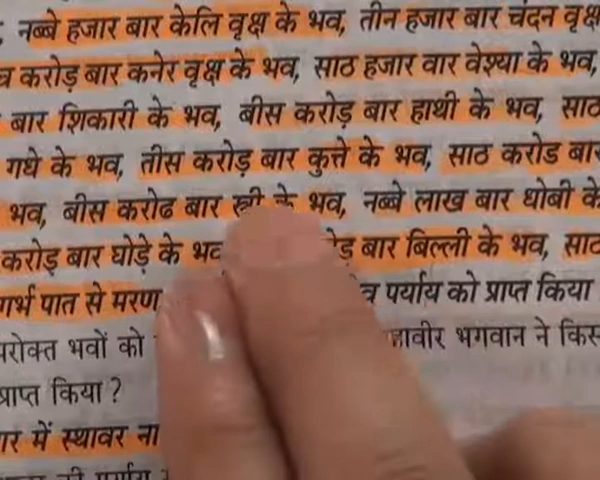 नब्बे हजार बार केलि वृक्ष के भव, तीन हजार बार चंदन वृक्ष
करोड़ बार कनेर वृक्ष के भव, साठ हजार वार वेश्या के भव,
बार शिकारी के भव, बीस करोड़ बार हाथी के भव, साठ
गधे के भव, तीस करोड़ बार कुत्ते के भव, साठ करोड बार
भव, बीस करोढ बार स्त्री के भव, नब्बे लाख बार धोबी के
करोड़ बार घोड़े के भव बार बिल्ली के भव, साठ
गर्भ पात से मरण पर्याय को प्राप्त किया
भवों को भगवान ने किस
प्राप्त किया?
में स्थावर ना